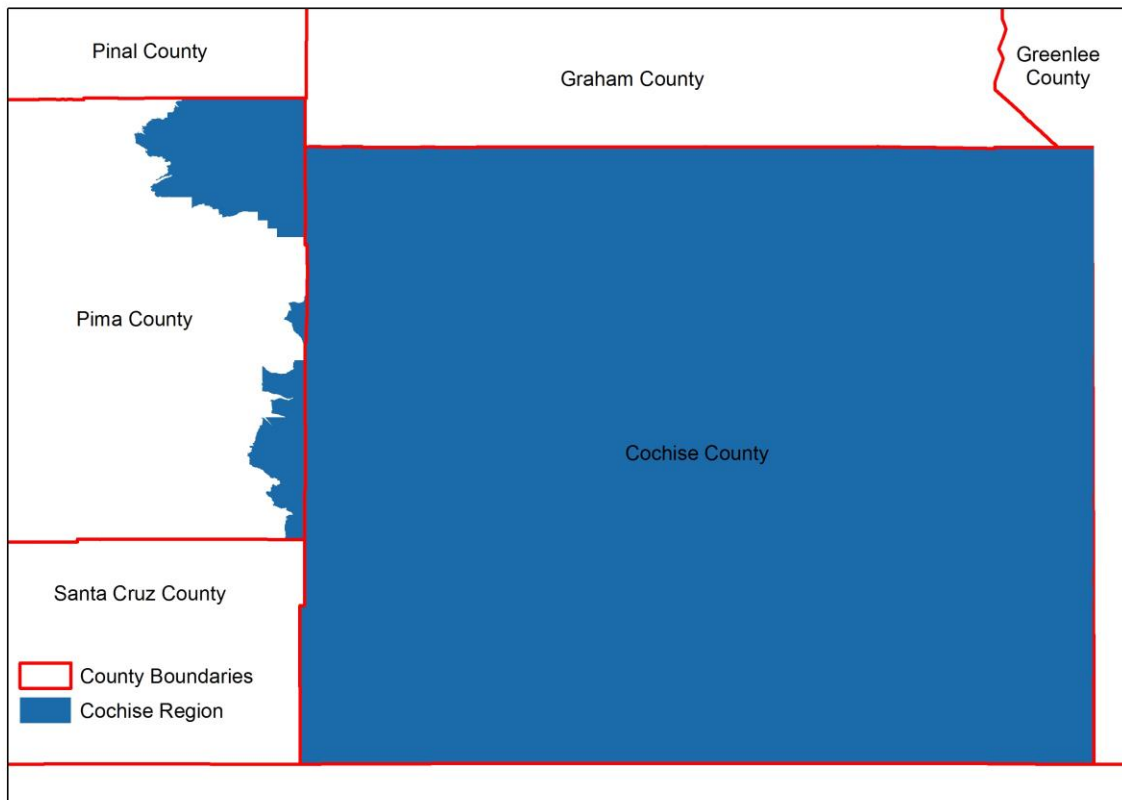 Pinal County
Graham County
Greenlee
County
Pima County
Cochise County
Santa Cruz County
County Boundaries
Cochise Region